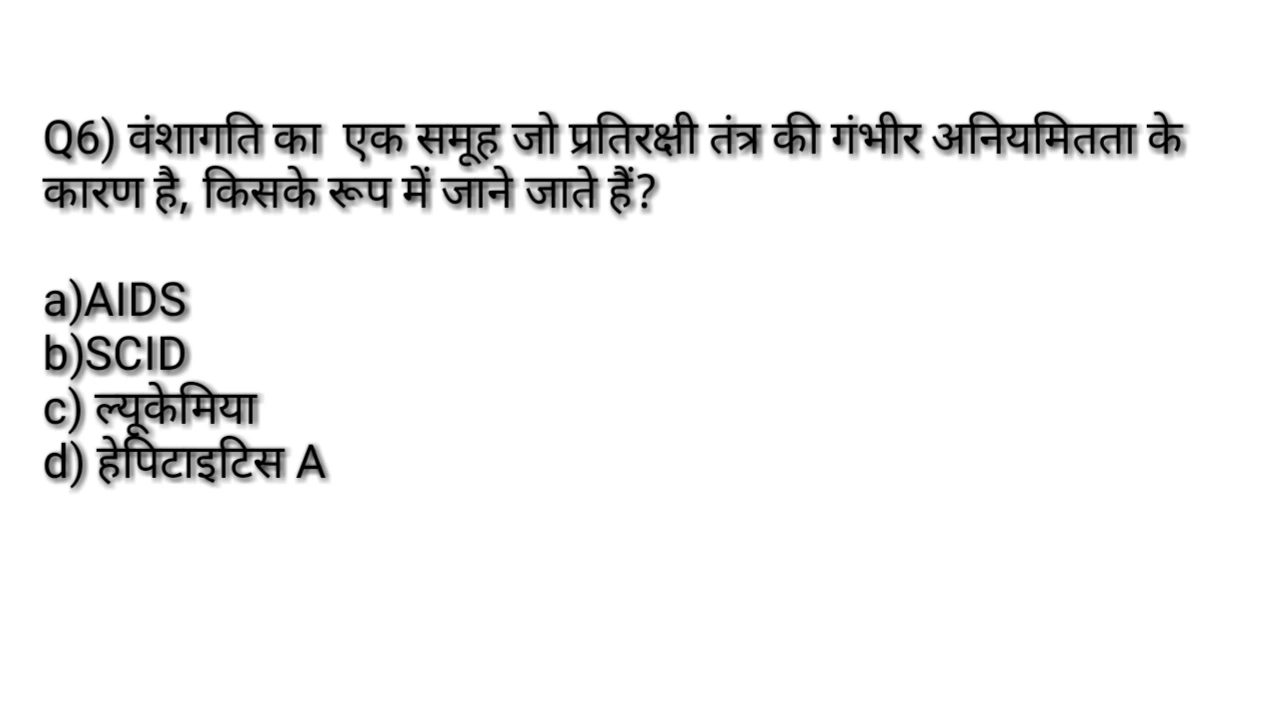 Q6) वंशागति का एक समूह जो प्रतिरक्षी तंत्र की गंभीर अनियमितता के
कारण है, किसके रूप में जाने जाते हैं?
a)AIDS
b)SCID
c) ल्यूकेमिया
d) हेपिटाइटिस A